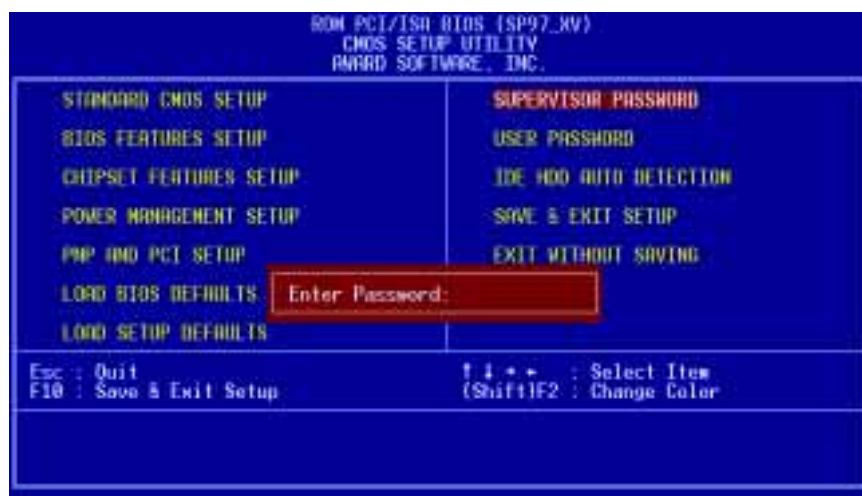 ROM PCI/ISA BIOS (SP97_XV)
CMOS SETUP UTILITY
AWARD SOFTWARE, INC.
STANDARD CMOS SETUP
BIOS FEATURES SETUP
CHIPSET FEATURES SETUP
POWER MANAGEMENT SETUP
PNP AND PCI SETUP
LOAD BIOS DEFAULTS
LOAD SETUP DEFAULTS
SUPERVISOR PASSWORD
USER PASSWORD
IDE HDD AUTO DETECTION
SAVE & EXIT SETUP
EXIT WITHOUT SAVING
Enter Password:
Esc : Quit
F10 : Save & Exit Setup
↑ ↓ → ← : Select Item
(Shift)F2 : Change Color